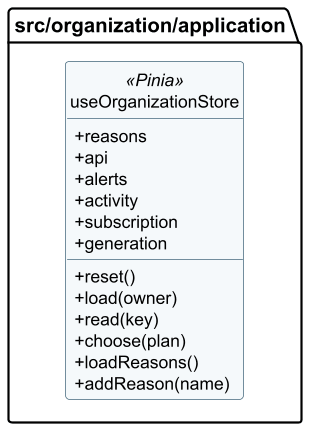 src/organization/application
«Pinia»
useOrganizationStore
+reasons
+api
+alerts
+activity
+subscription
+generation
+reset()
+load(owner)
+read(key)
+choose(plan)
+loadReasons()
+addReason(name)